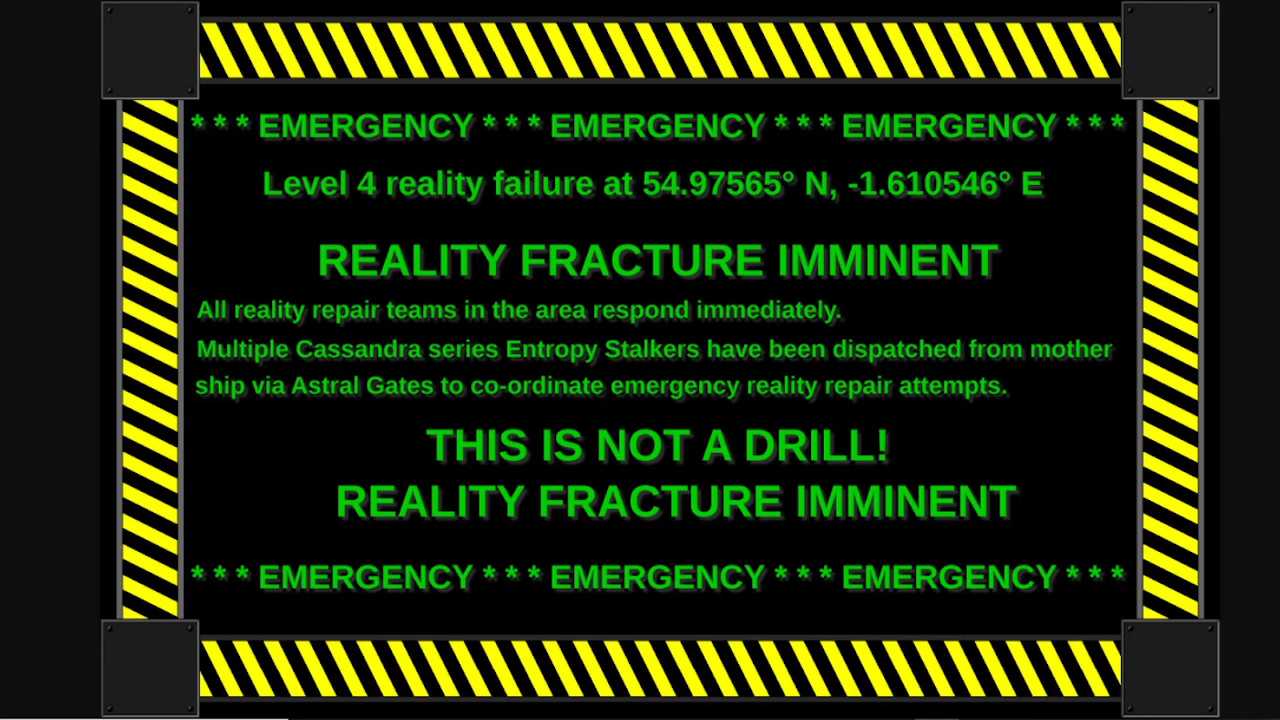 * * * EMERGENCY * * * EMERGENCY * * * EMERGENCY * * *
Level 4 reality failure at 54.97565° N, -1.610546° E
REALITY FRACTURE IMMINENT
All reality repair teams in the area respond immediately.
Multiple Cassandra series Entropy Stalkers have been dispatched from mother
ship via Astral Gates to co-ordinate emergency reality repair attempts.
THIS IS NOT A DRILL!
REALITY FRACTURE IMMINENT
* * * EMERGENCY * * * EMERGENCY * * * EMERGENCY * * *